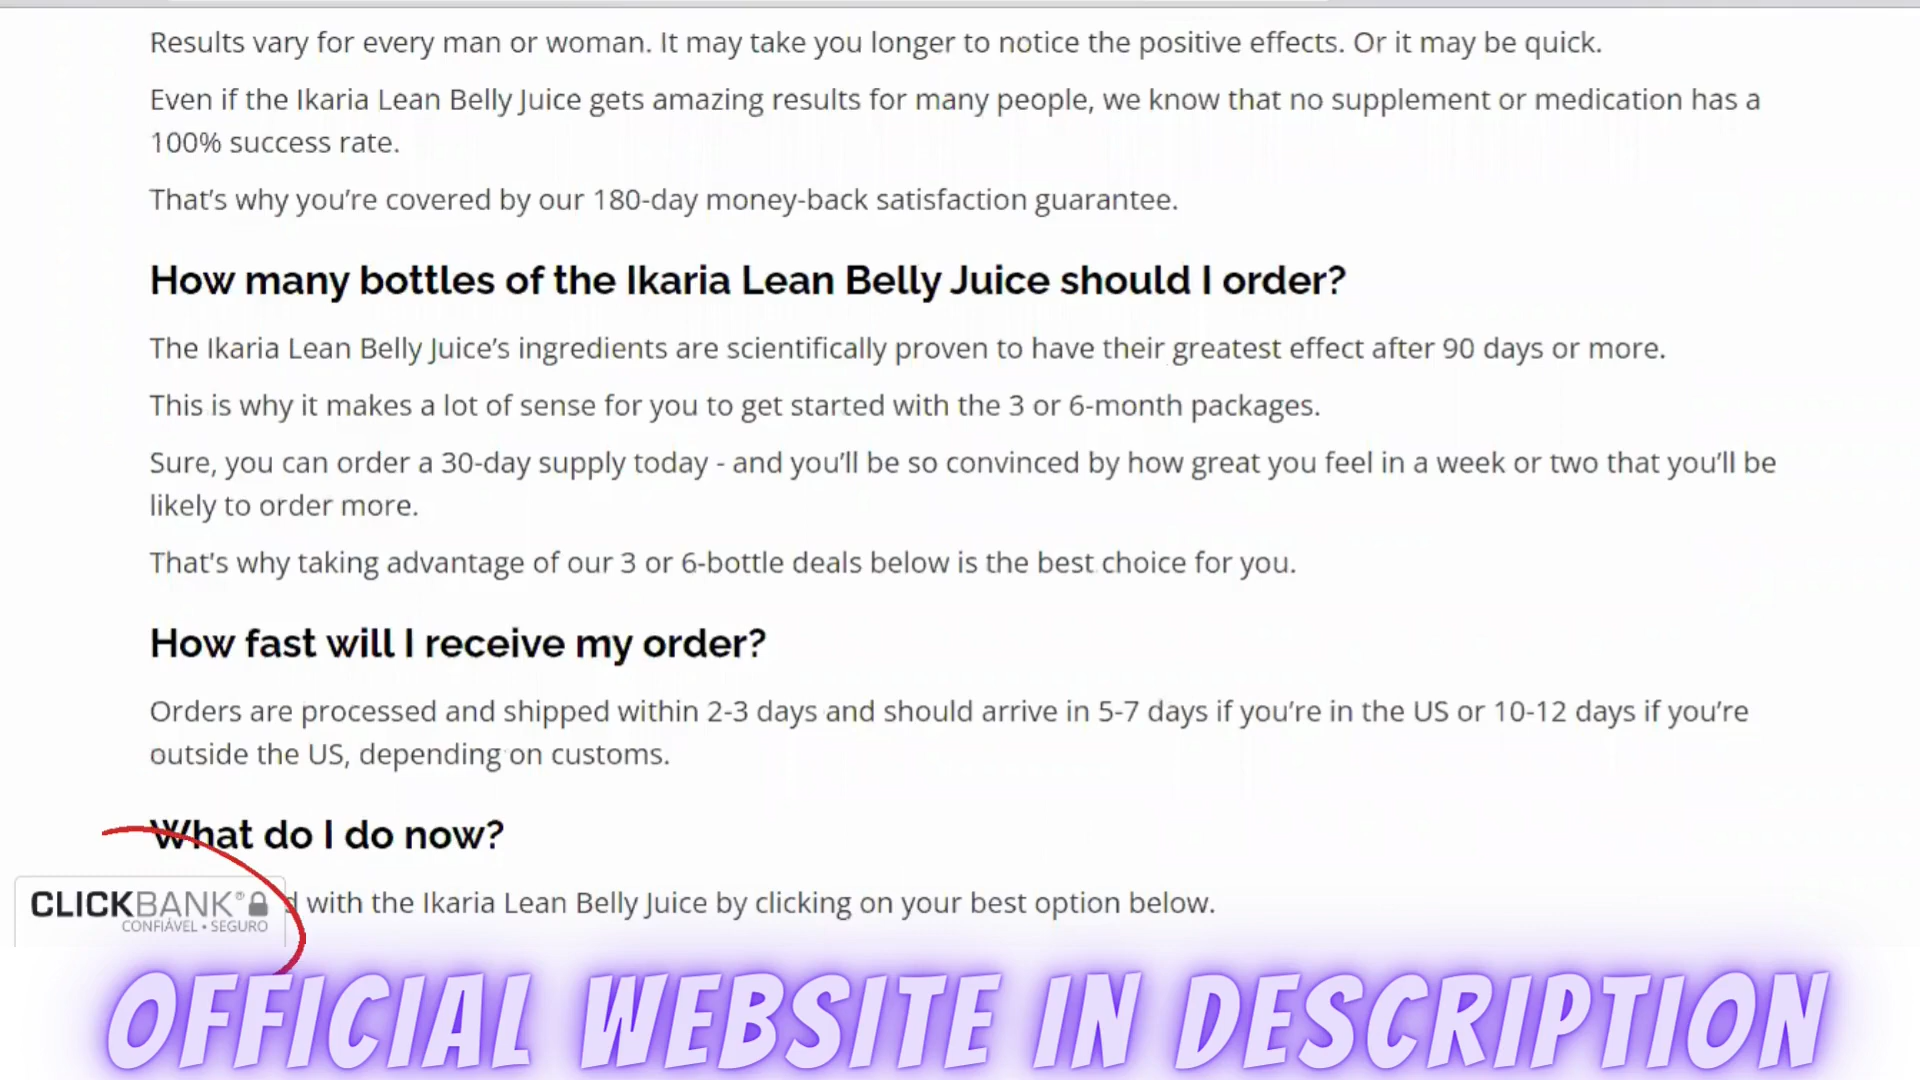 Results vary for every man or woman. It may take you longer to notice the positive effects. Or it may be quick.
Even if the Ikaria Lean Belly Juice gets amazing results for many people, we know that no supplement or medication has a
100% success rate.
That’s why you’re covered by our 180-day money-back satisfaction guarantee.
How many bottles of the Ikaria Lean Belly Juice should I order?
The Ikaria Lean Belly Juice’s ingredients are scientifically proven to have their greatest effect after 90 days or more.
This is why it makes a lot of sense for you to get started with the 3 or 6-month packages.
Sure, you can order a 30-day supply today - and you’ll be so convinced by how great you feel in a week or two that you’ll be
likely to order more.
That's why taking advantage of our 3 or 6-bottle deals below is the best choice for you.
How fast will I receive my order?
Orders are processed and shipped within 2-3 days and should arrive in 5-7 days if you’re in the US or 10-12 days if you’re
outside the US, depending on customs.
What do I do now?
with the Ikaria Lean Belly Juice by clicking on your best option below.
CLICKBANK®
CONFIÁVEL • SEGURO
OFFICIAL WEBSITE IN DESCRIPTION